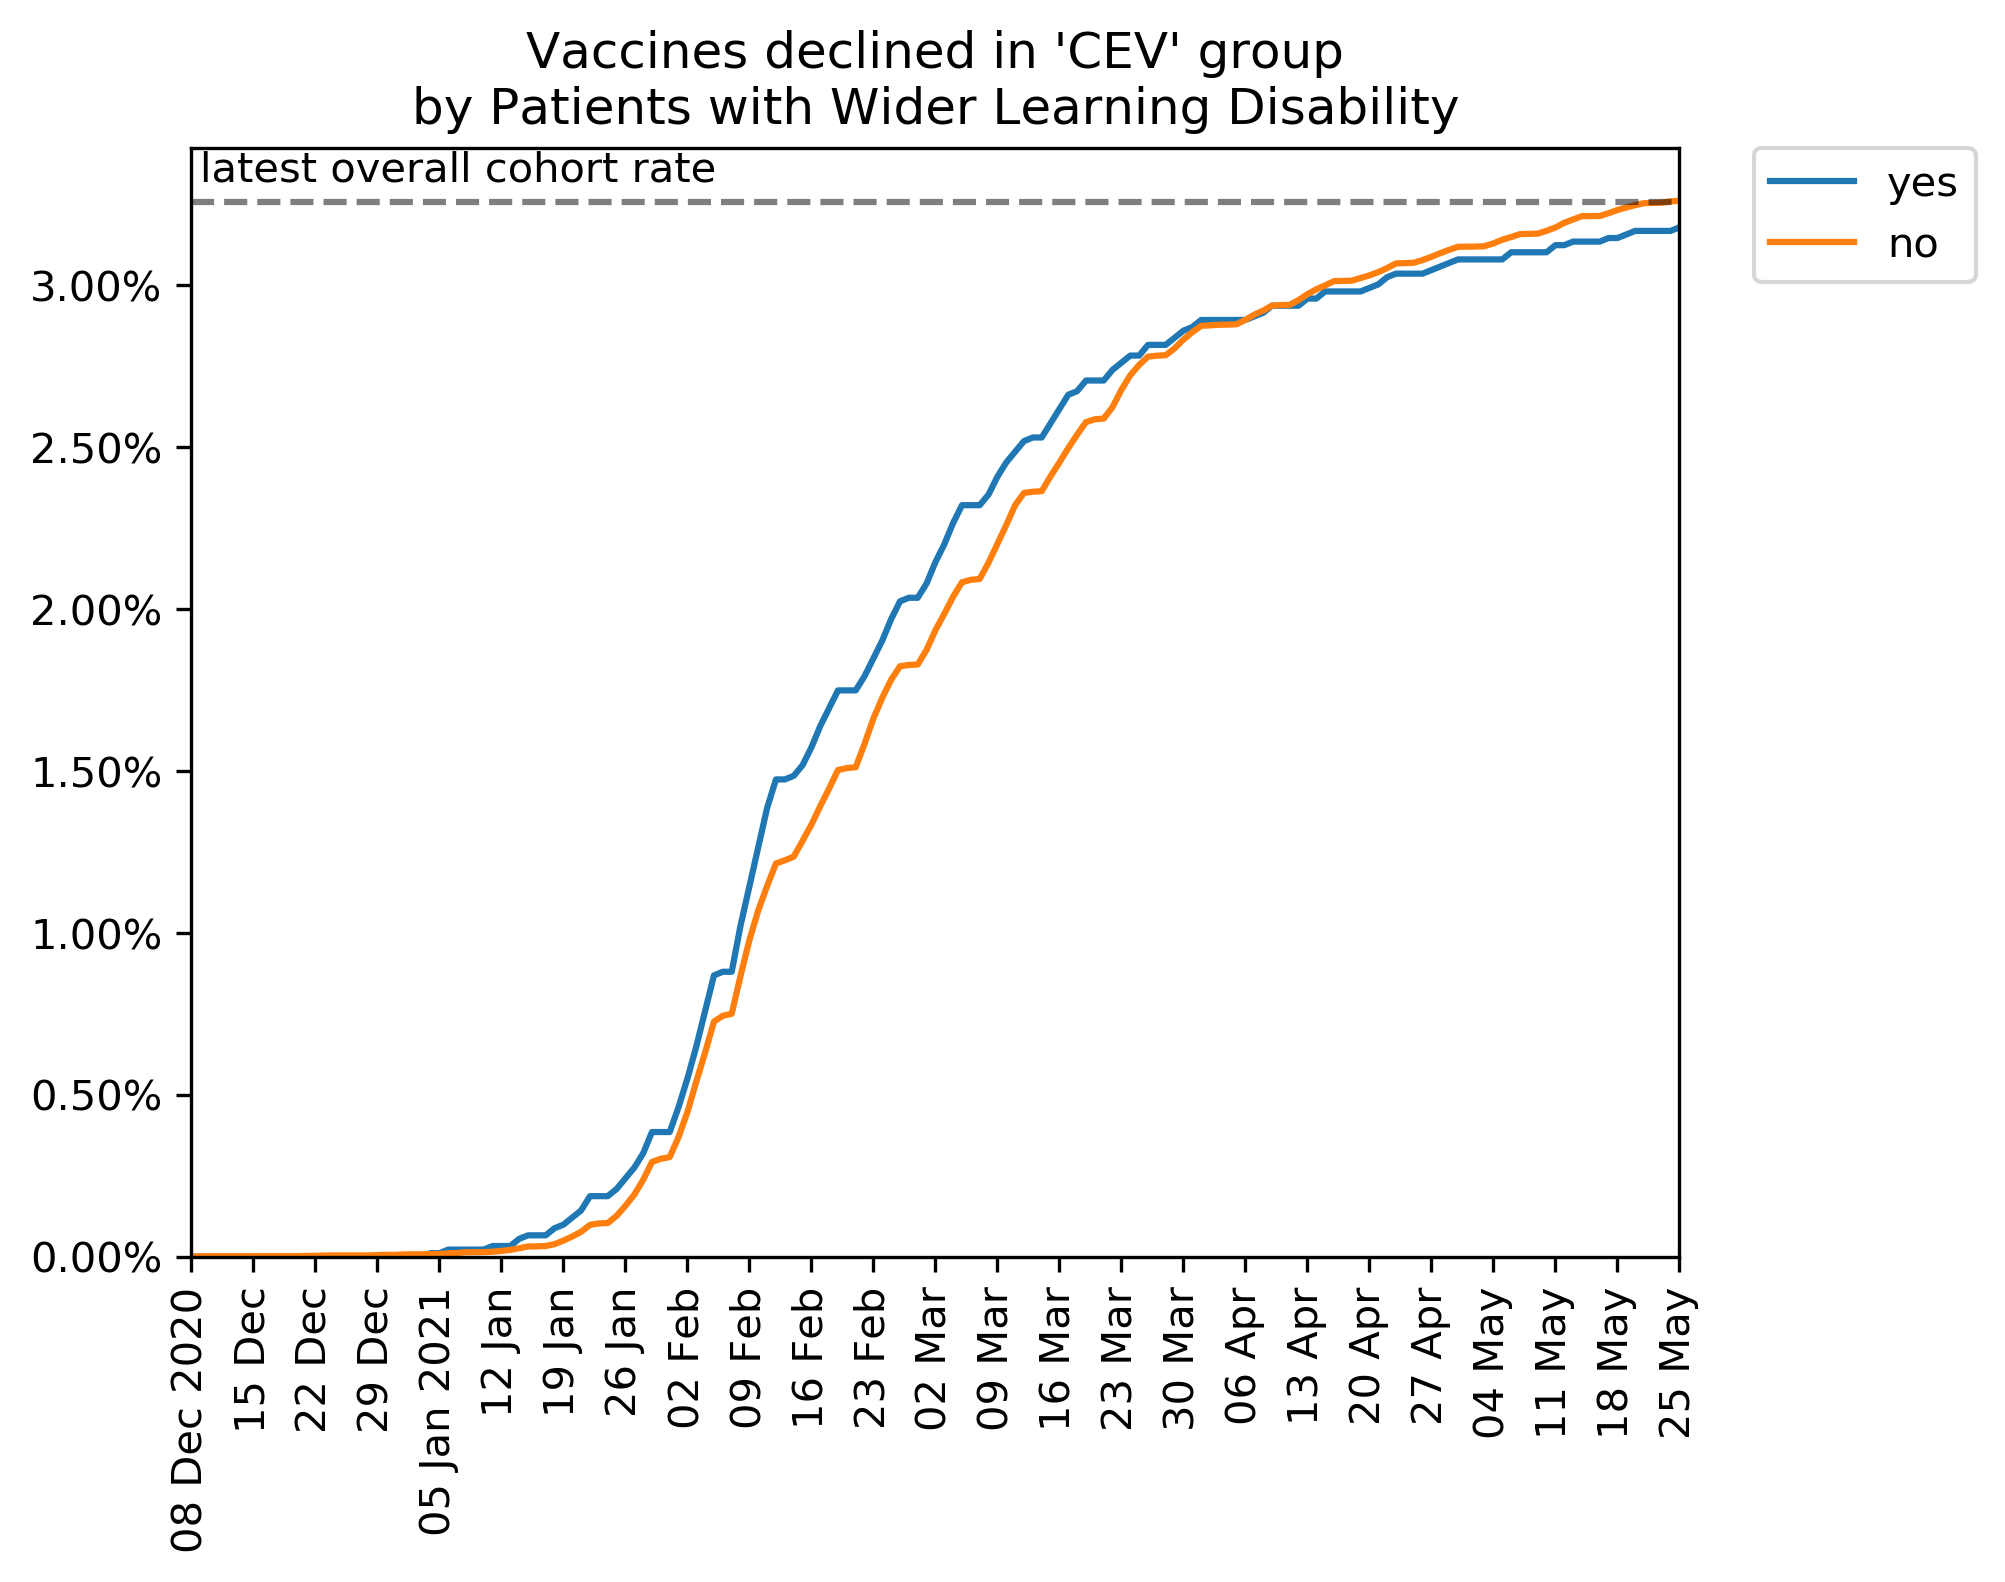 Vaccines declined in 'CEV' group
by Patients with Wider Learning Disability
latest overall cohort rate
yes
no
3.00%
2.50%
2.00%
1.50%
1.00%
0.50%
0.00%
08 Dec 2020
15 Dec
22 Dec
29 Dec
05 Jan 2021
12 Jan
19 Jan
26 Jan
02 Feb
09 Feb
16 Feb
23 Feb
02 Mar
09 Mar
16 Mar
23 Mar
30 Mar
06 Apr
13 Apr
20 Apr
27 Apr
04 May
11 May
18 May
25 May